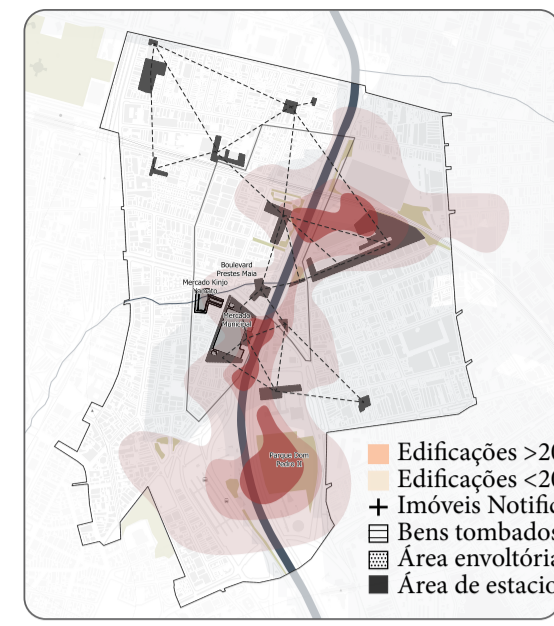 Boulevard
Prestes Maia
Mercado Kinjo
Yamato
Mercado
Municipal
Parque Dom
Pedro II
Edificações >20
Edificações <20
Imóveis Notific
Bens tombados
Área envoltória
Área de estacio